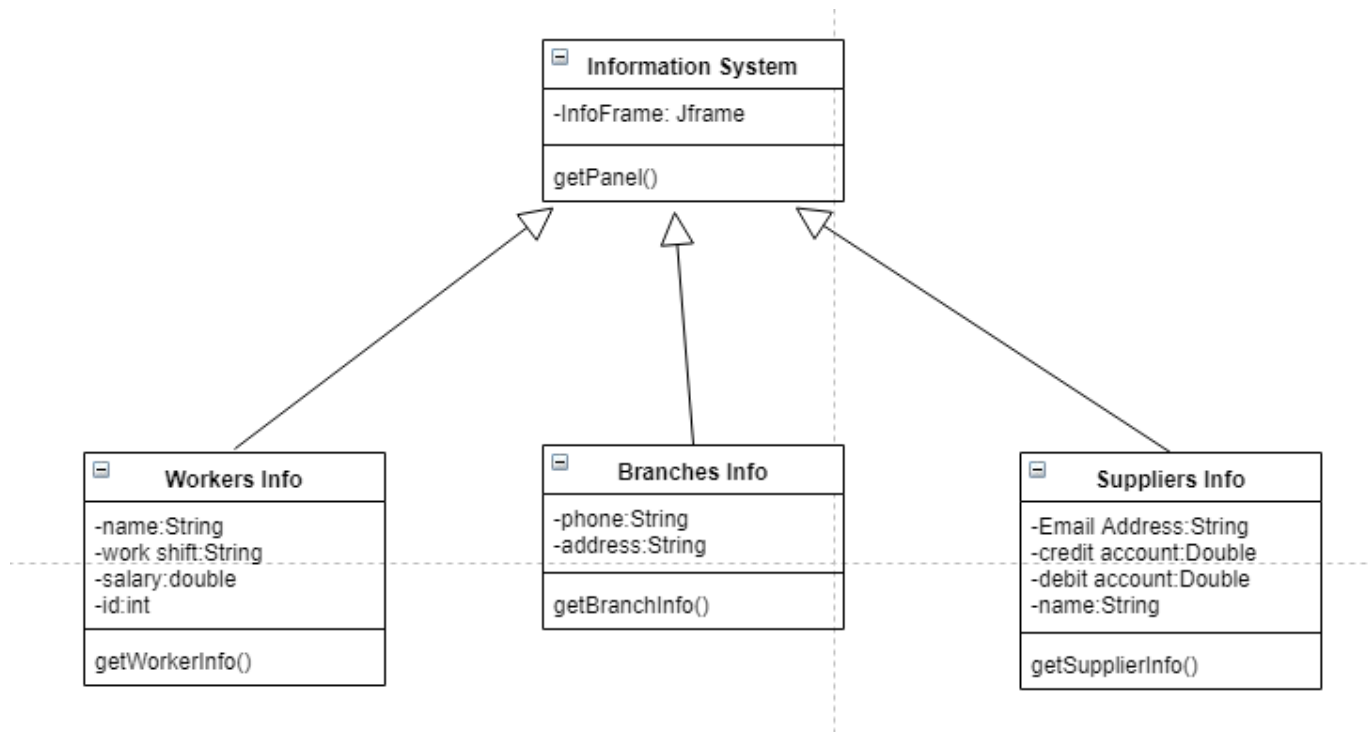 Information System
-InfoFrame: Jframe
getPanel()
Workers Info
-name:String
-work shift:String
-salary:double
-id:int
getWorkerInfo()
Branches Info
-phone:String
-address:String
getBranchInfo()
Suppliers Info
-Email Address:String
-credit account:Double
-debit account:Double
-name:String
getSupplierInfo()